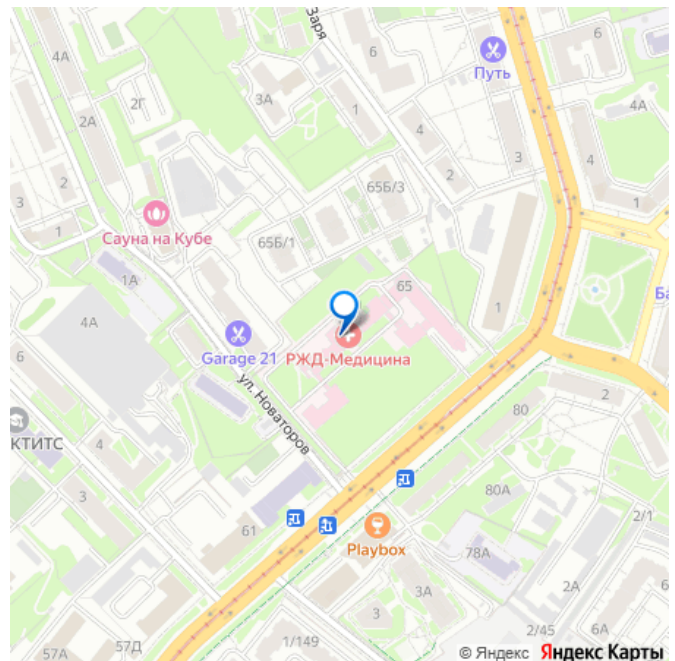 4А
Заря
6
Путь
6
2Г
3А
1
4А
2А
4
3
4
2
2
65Б/3
1
3
1
Сауна на Кубе
65Б/1
1А
65
Ба
4А
1
Garage 21
РЖД-Медицина
6
ул. Новаторов
2
КТИТС
80
4
80А
3
2/1
61
Playbox
78А
3А
2А
3
1/149
2/45
6А
57А
57Д
© Яндекс Яндекс Карты